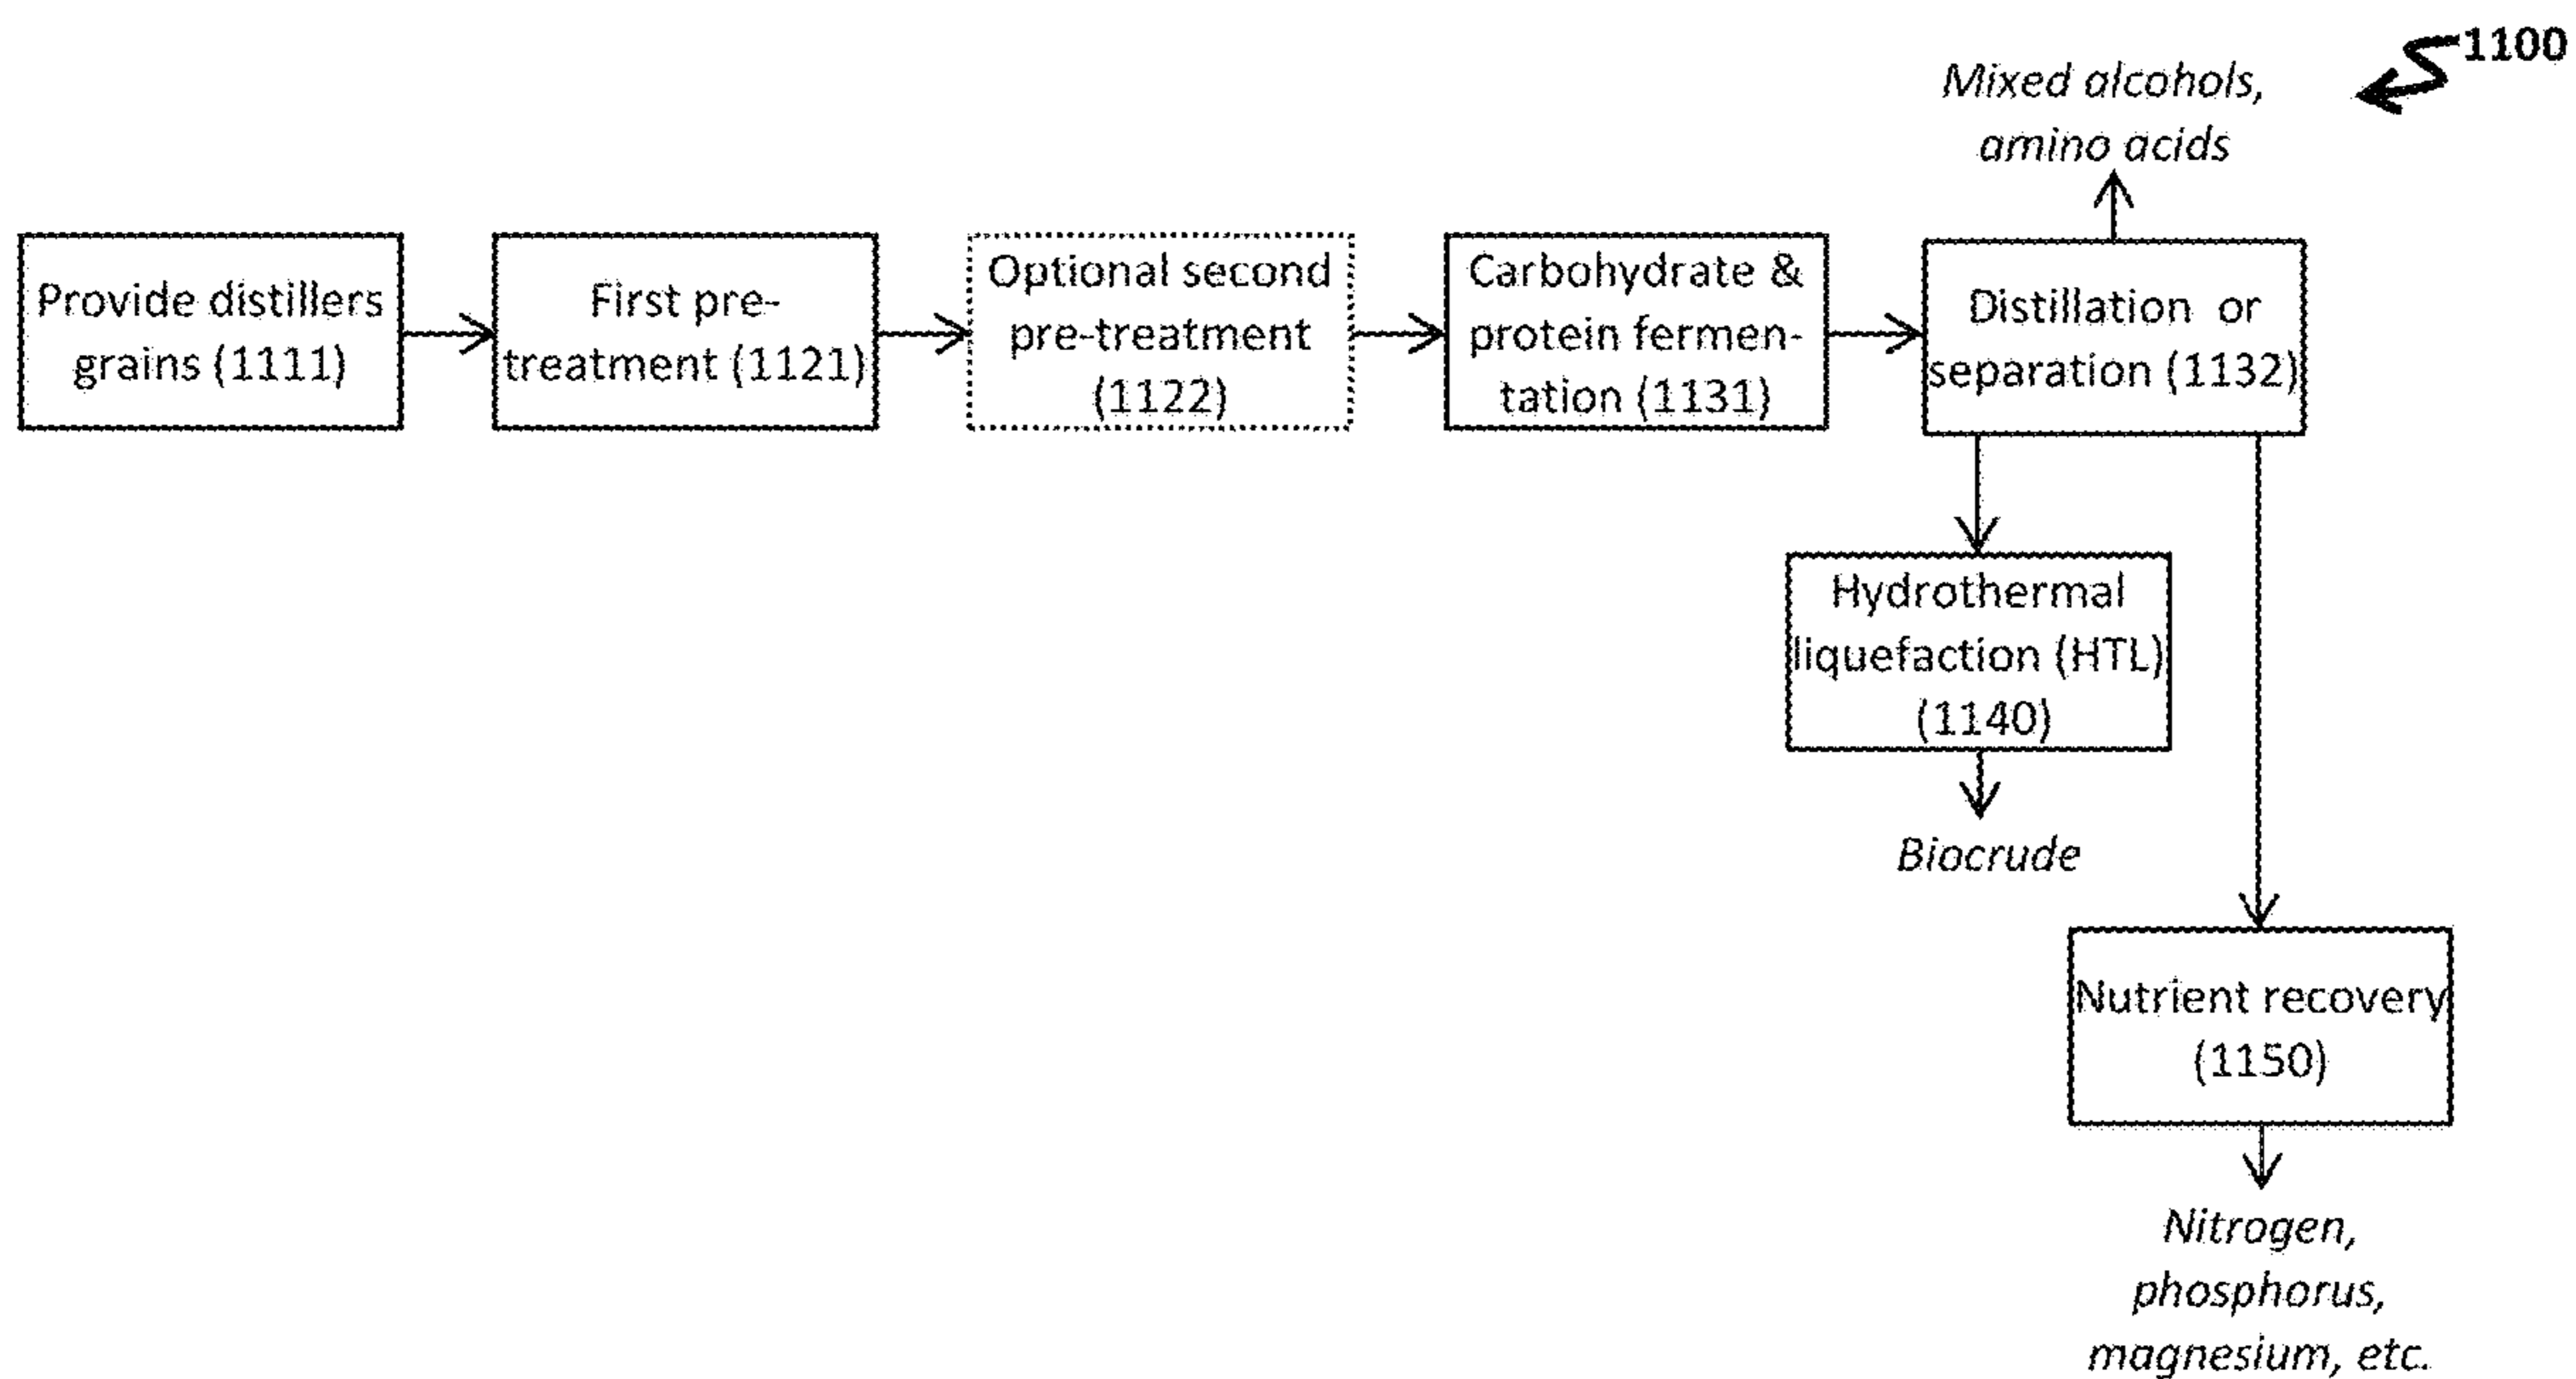 1100
Mixed alcohols,
amino acids
Provide distillers
grains (1111)
First pre-
treatment (1121)
Optional second
pre-treatment
(1122)
Carbohydrate &
protein fermen-
tation (1131)
Distillation or
separation (1132)
Hydrothermal
liquefaction (HTL)
(1140)
Biocrude
Nutrient recovery
(1150)
Nitrogen,
phosphorus,
magnesium, etc.